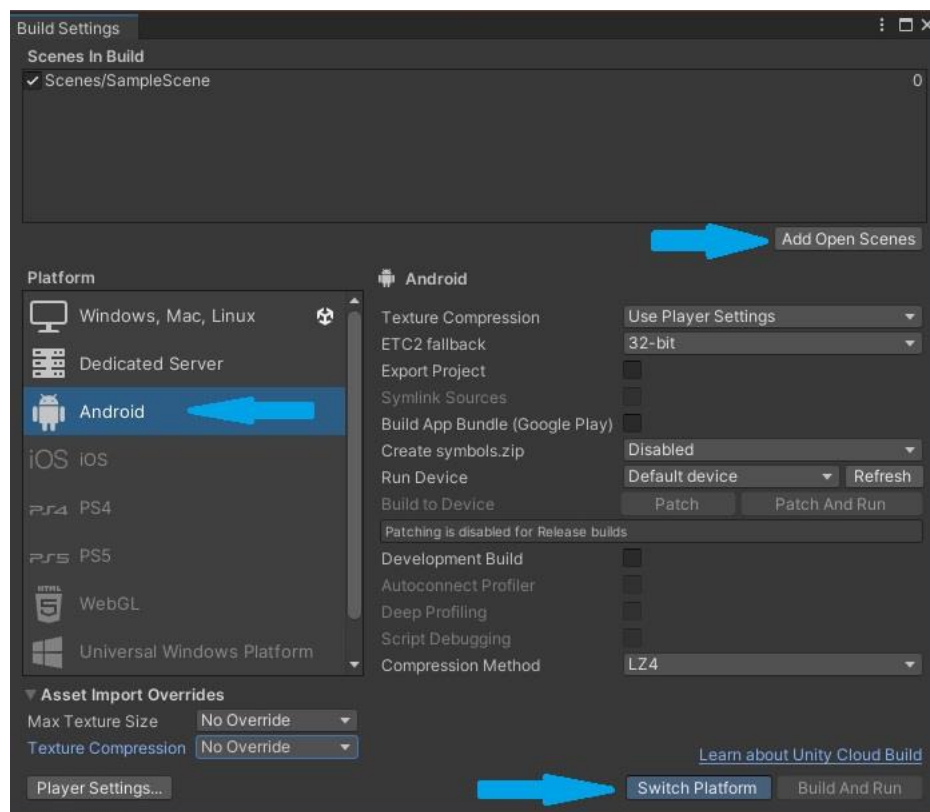 Build Settings
Scenes In Build
Scenes/SampleScene 0
Add Open Scenes
Platform
Windows, Mac, Linux
Dedicated Server
Android
iOS iOS
PS4 PS4
PS5 PS5
HTML 5 WebGL
Universal Windows Platform
Android
Texture Compression Use Player Settings
ETC2 fallback 32-bit
Export Project
Symlink Sources
Build App Bundle (Google Play)
Create symbols.zip Disabled
Run Device Default device Refresh
Build to Device Patch Patch And Run
Patching is disabled for Release builds
Development Build
Autoconnect Profiler
Deep Profiling
Script Debugging
Compression Method LZ4
Asset Import Overrides
Max Texture Size No Override
Texture Compression No Override
Learn about Unity Cloud Build
Player Settings... Switch Platform Build And Run